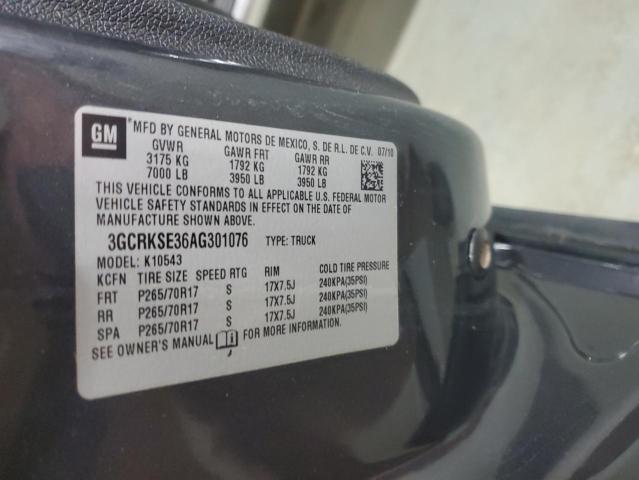 GM
*MFD BY GENERAL MOTORS DE MEXICO, S. DE R.L. DE C.V. 07/10
GVWR GAWR FRT GAWR RR
3175 KG 1792 KG 1792 KG
7000 LB 3950 LB 3950 LB
THIS VEHICLE CONFORMS TO ALL APPLICABLE U.S. FEDERAL MOTOR
VEHICLE SAFETY STANDARDS IN EFFECT ON THE DATE OF
MANUFACTURE SHOWN ABOVE.
3GCRKSE36AG301076 TYPE: TRUCK
MODEL: K10543
KCFN TIRE SIZE SPEED RTG RIM COLD TIRE PRESSURE
FRT P265/70R17 S 17X7.5J 240KPA(35PSI)
RR P265/70R17 S 17X7.5J 240KPA(35PSI)
SPA P265/70R17 S 17X7.5J 240KPA(35PSI)
SEE OWNER'S MANUAL FOR MORE INFORMATION.